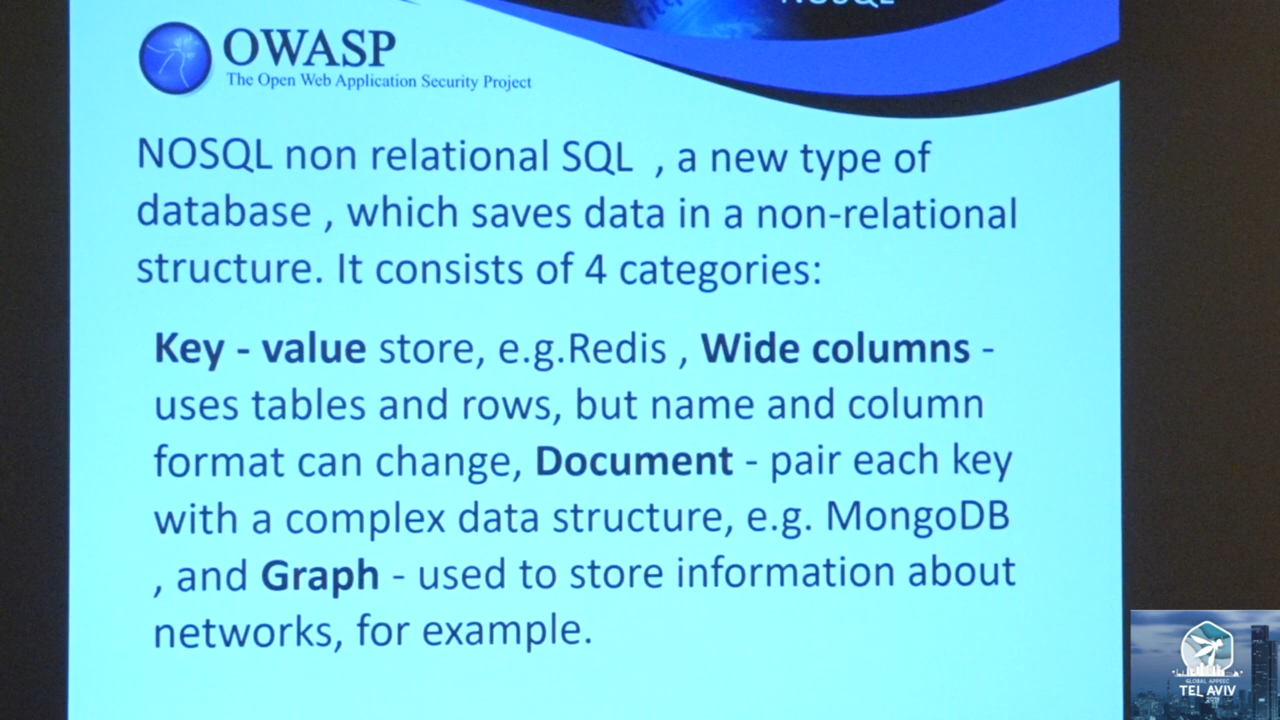 NOSQL
OWASP
The Open Web Application Security Project
NOSQL non relational SQL , a new type of
database , which saves data in a non-relational
structure. It consists of 4 categories:
Key - value store, e.g.Redis , Wide columns -
uses tables and rows, but name and column
format can change, Document - pair each key
with a complex data structure, e.g. MongoDB
, and Graph - used to store information about
networks, for example.
GLOBAL APPSEC
TEL AVIV